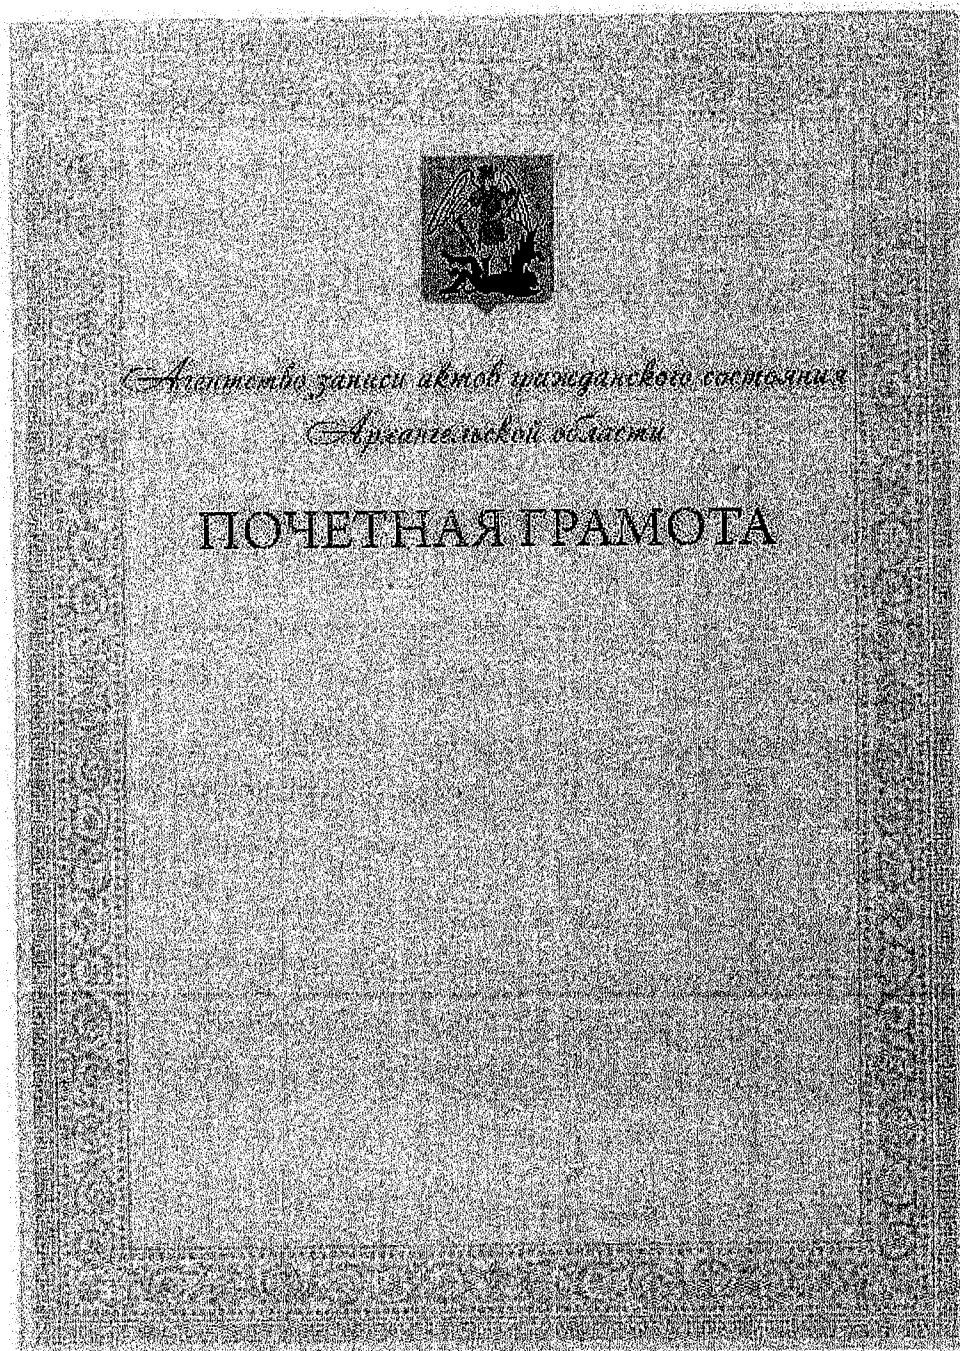 Агентство записи актов гражданского состояния
Архангельской области
ПОЧЕТНАЯ ГРАМОТА